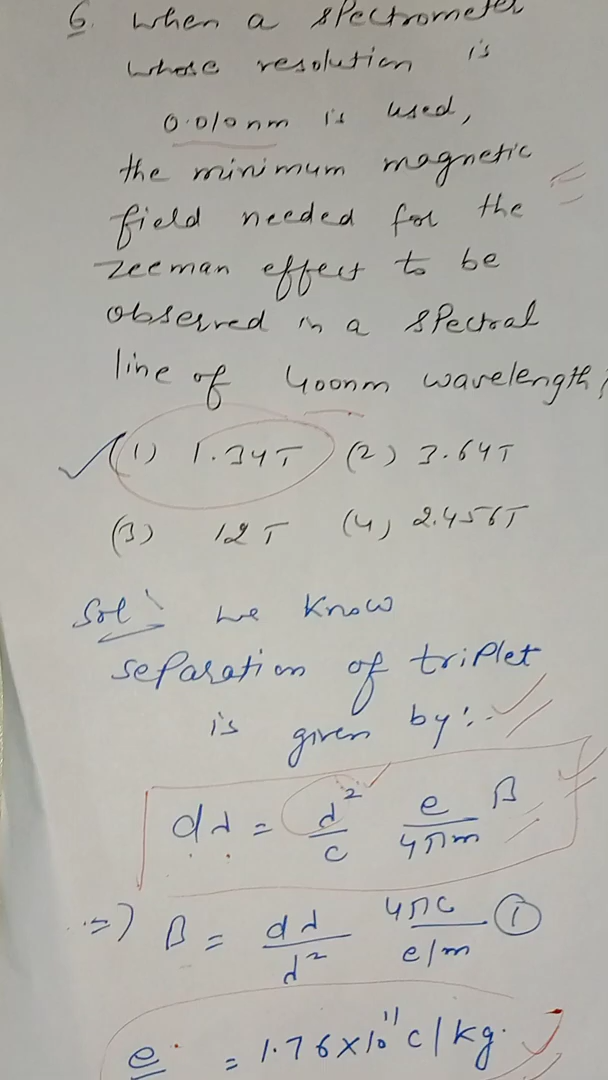 6. When a spectrometer
whose resolution is
0.010nm is used,
the minimum magnetic
field needed for the
zeeman effect to be
observed in a spectral
line of 400nm wavelength;
(1) 1.34T (2) 3.64T
(3) 12T (4) 2.456T
Sol: we know
separation of triplet
is given by:-
dλ = λ²/c e/4πm B
=> B = dλ/λ² 4πc/e/m ①
e = 1.76×10¹¹ c/kg.